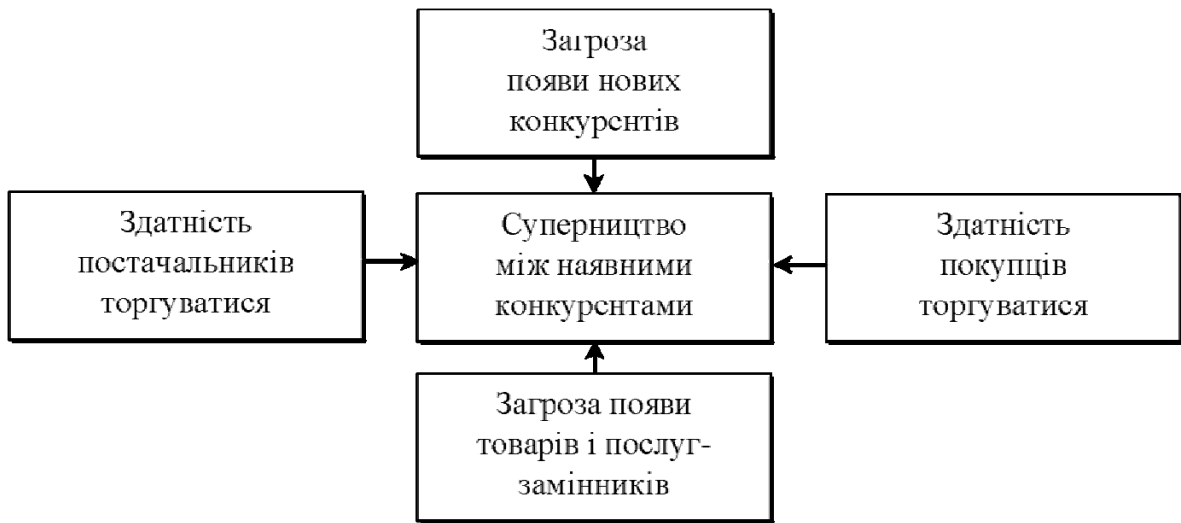 Загроза
появи нових
конкурентів
Здатність
постачальників
торгуватися
Суперництво
між наявними
конкурентами
Здатність
покупців
торгуватися
Загроза появи
товарів і послуг-
замінників